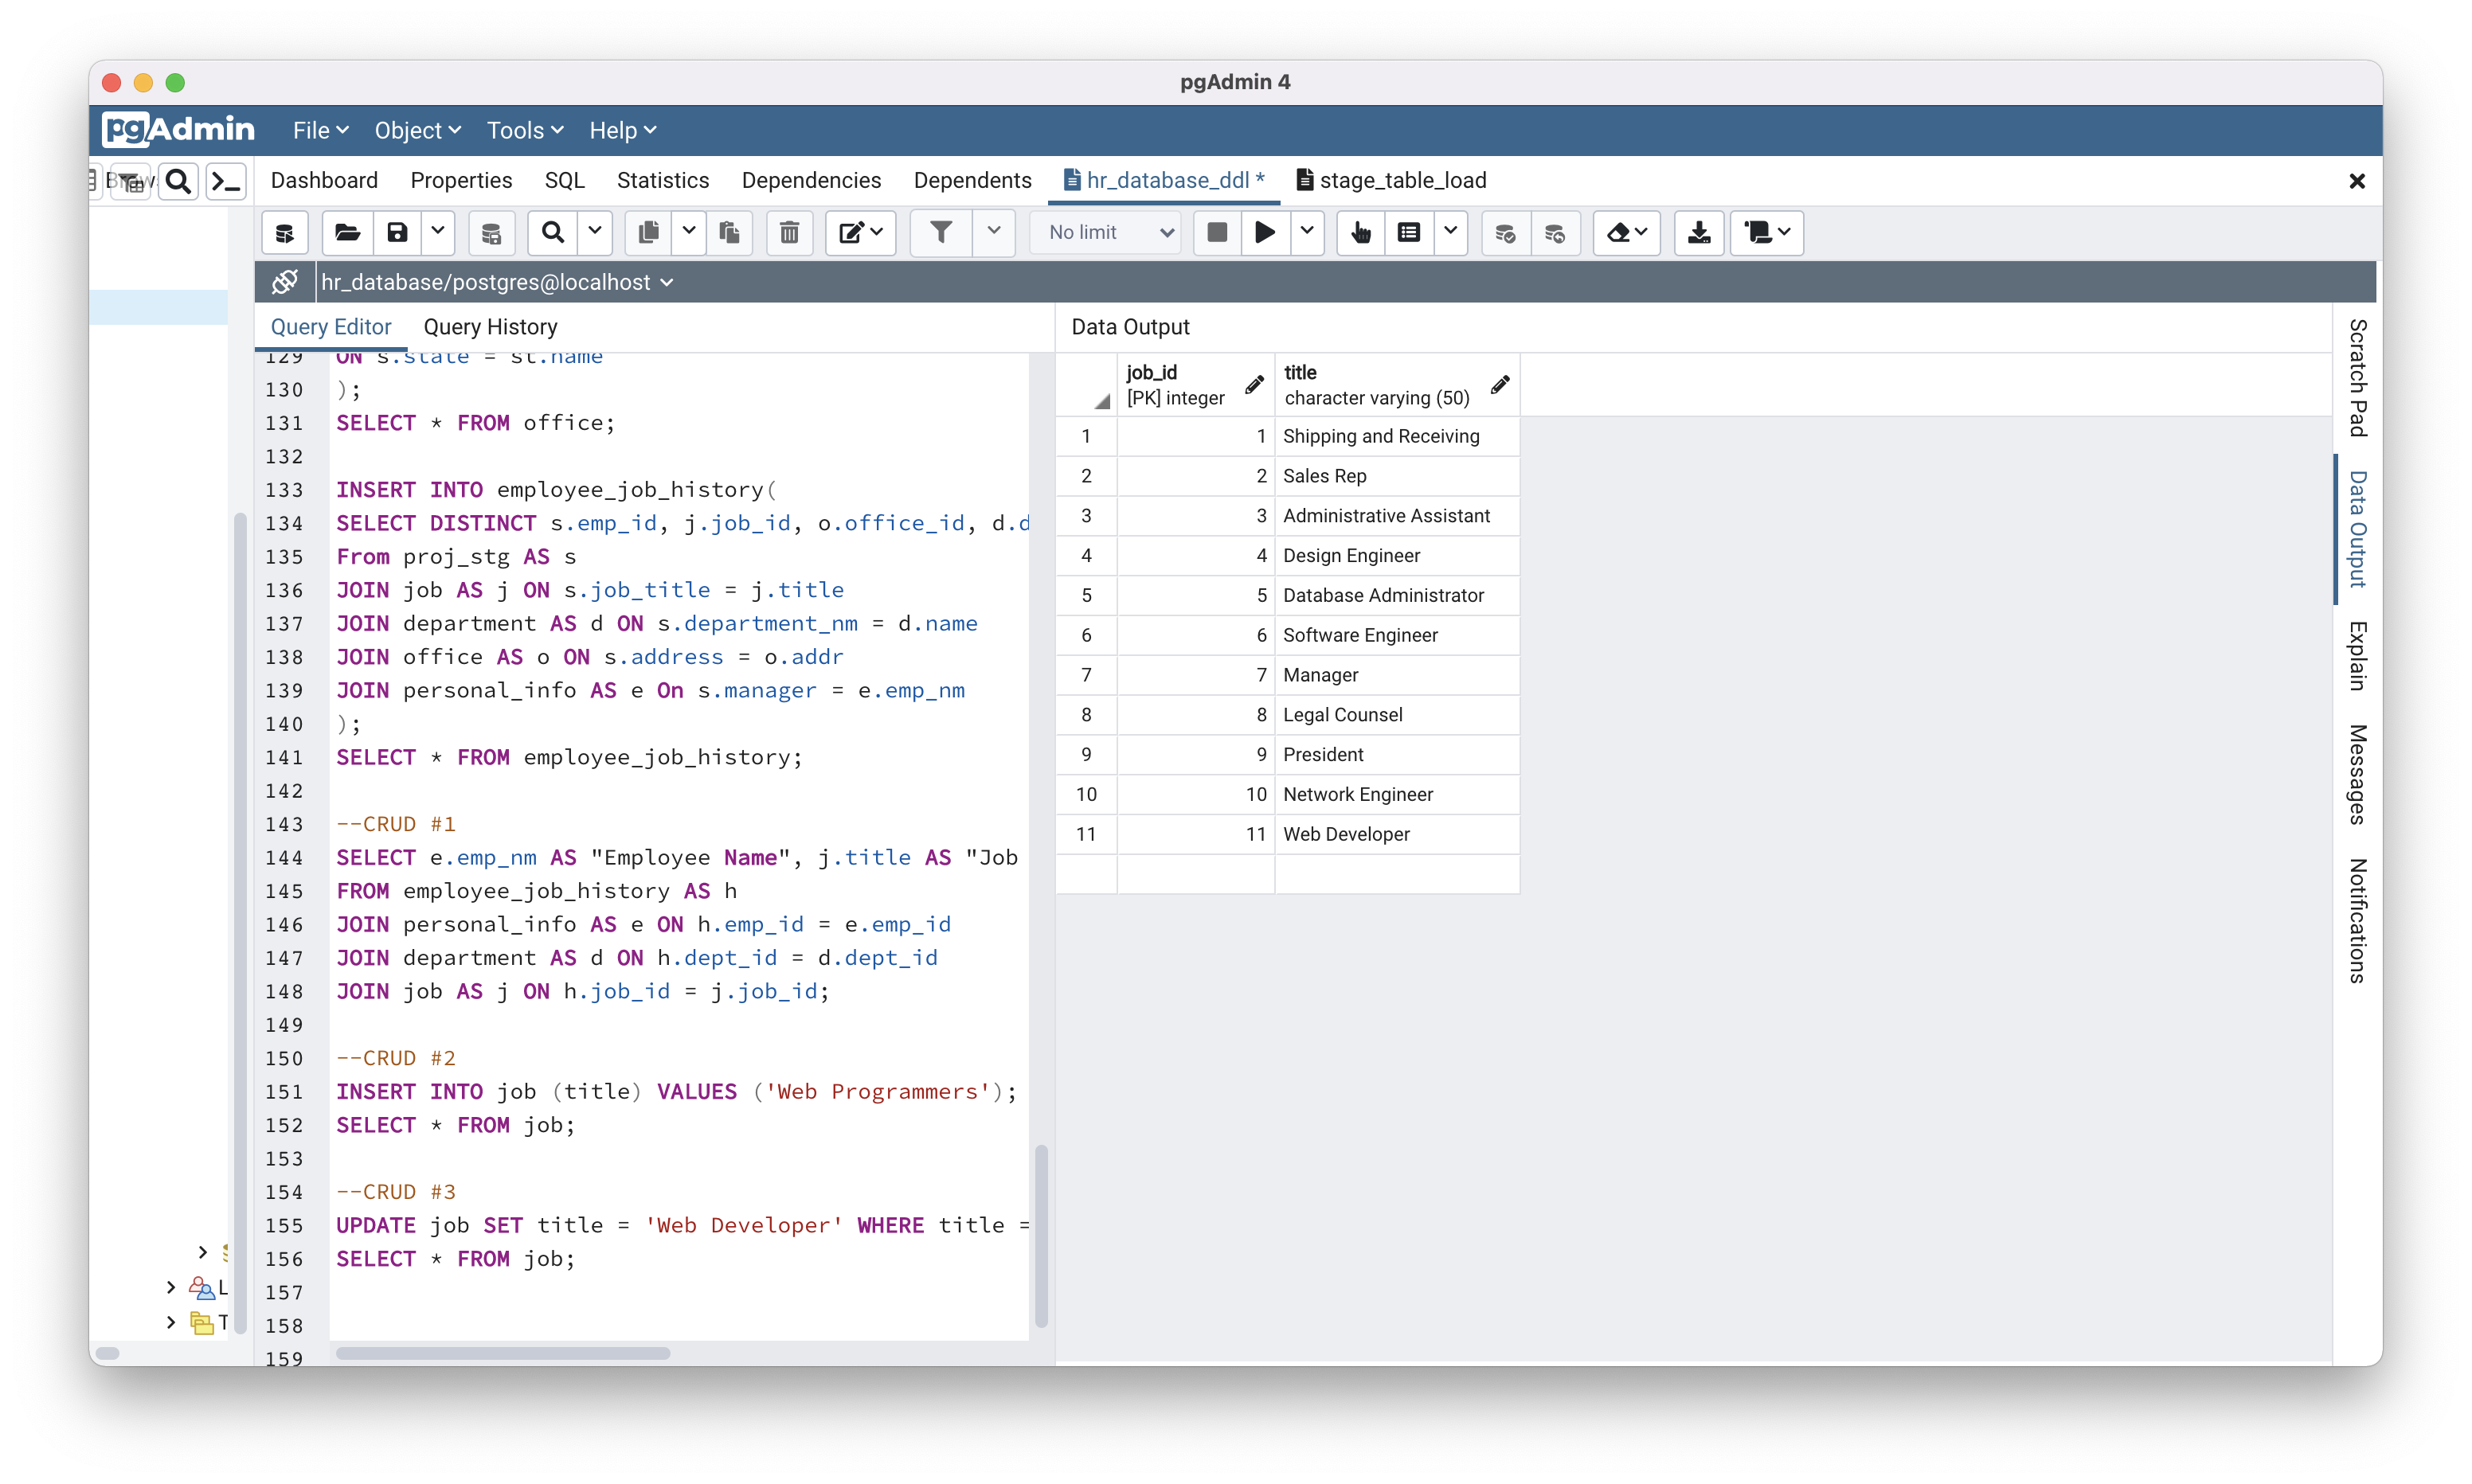 pgAdmin 4
pgAdmin File Object Tools Help
Dashboard Properties SQL Statistics Dependencies Dependents hr_database_ddl * stage_table_load
No limit
hr_database/postgres@localhost
Query Editor Query History
129 ON s.state = st.name
130 );
131 SELECT * FROM office;
132
133 INSERT INTO employee_job_history(
134 SELECT DISTINCT s.emp_id, j.job_id, o.office_id, d.d
135 From proj_stg AS s
136 JOIN job AS j ON s.job_title = j.title
137 JOIN department AS d ON s.department_nm = d.name
138 JOIN office AS o ON s.address = o.addr
139 JOIN personal_info AS e On s.manager = e.emp_nm
140 );
141 SELECT * FROM employee_job_history;
142
143 --CRUD #1
144 SELECT e.emp_nm AS "Employee Name", j.title AS "Job
145 FROM employee_job_history AS h
146 JOIN personal_info AS e ON h.emp_id = e.emp_id
147 JOIN department AS d ON h.dept_id = d.dept_id
148 JOIN job AS j ON h.job_id = j.job_id;
149
150 --CRUD #2
151 INSERT INTO job (title) VALUES ('Web Programmers');
152 SELECT * FROM job;
153
154 --CRUD #3
155 UPDATE job SET title = 'Web Developer' WHERE title =
156 SELECT * FROM job;
157
158
159
L
T
Data Output
job_id title
[PK] integer character varying (50)
1 1 Shipping and Receiving
2 2 Sales Rep
3 3 Administrative Assistant
4 4 Design Engineer
5 5 Database Administrator
6 6 Software Engineer
7 7 Manager
8 8 Legal Counsel
9 9 President
10 10 Network Engineer
11 11 Web Developer
Scratch Pad
Data Output
Explain
Messages
Notifications